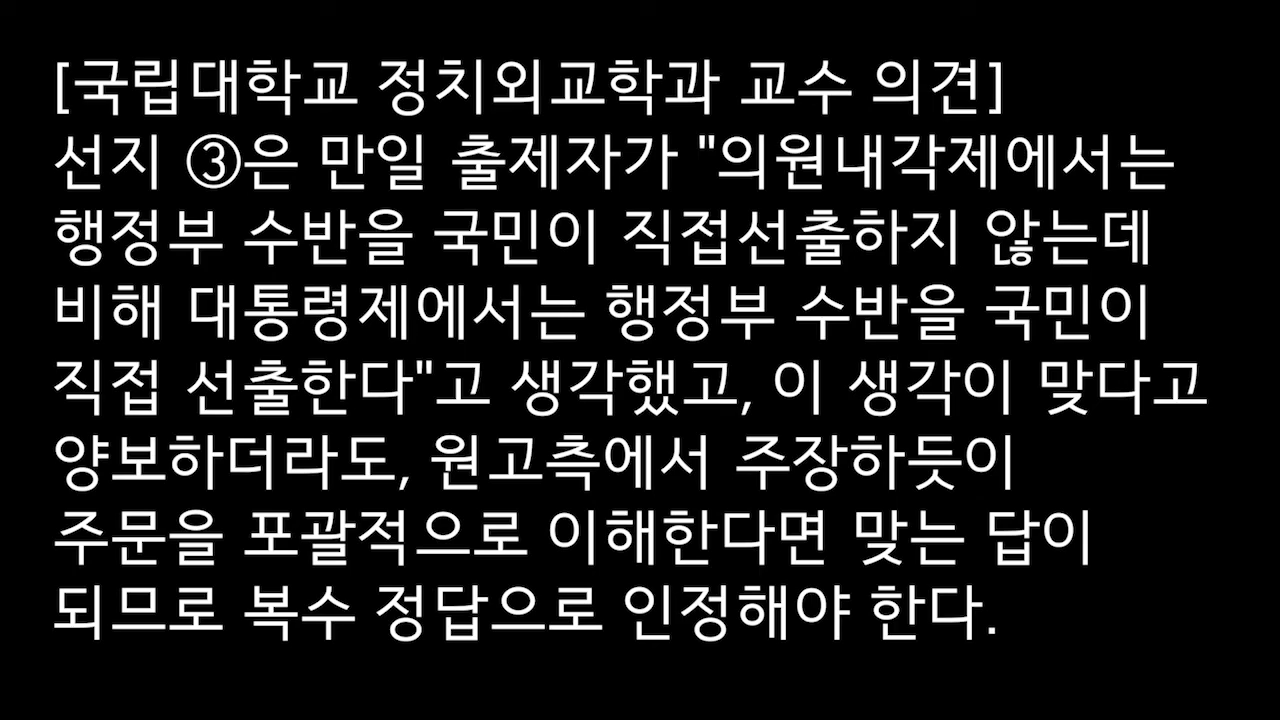 [국립대학교 정치외교학과 교수 의견]
선지 ③은 만일 출제자가 "의원내각제에서는
행정부 수반을 국민이 직접선출하지 않는데
비해 대통령제에서는 행정부 수반을 국민이
직접 선출한다"고 생각했고, 이 생각이 맞다고
양보하더라도, 원고측에서 주장하듯이
주문을 포괄적으로 이해한다면 맞는 답이
되므로 복수 정답으로 인정해야 한다.